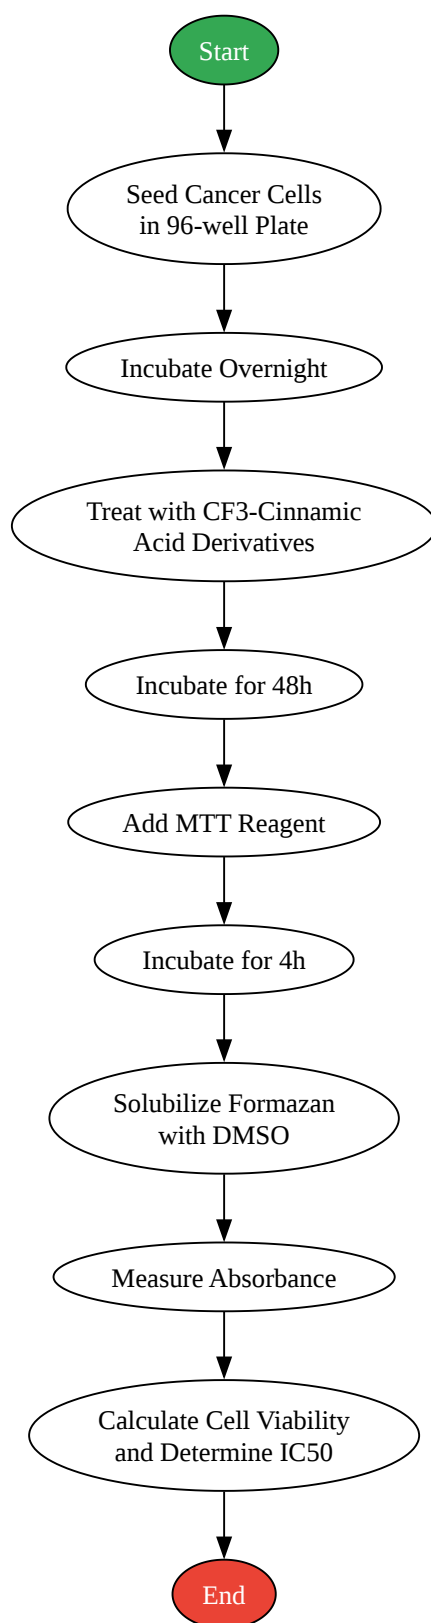 Start
Seed Cancer Cells
in 96-well Plate
Incubate Overnight
Treat with CF3-Cinnamic
Acid Derivatives
Incubate for 48h
Add MTT Reagent
Incubate for 4h
Solubilize Formazan
with DMSO
Measure Absorbance
Calculate Cell Viability
and Determine IC50
End